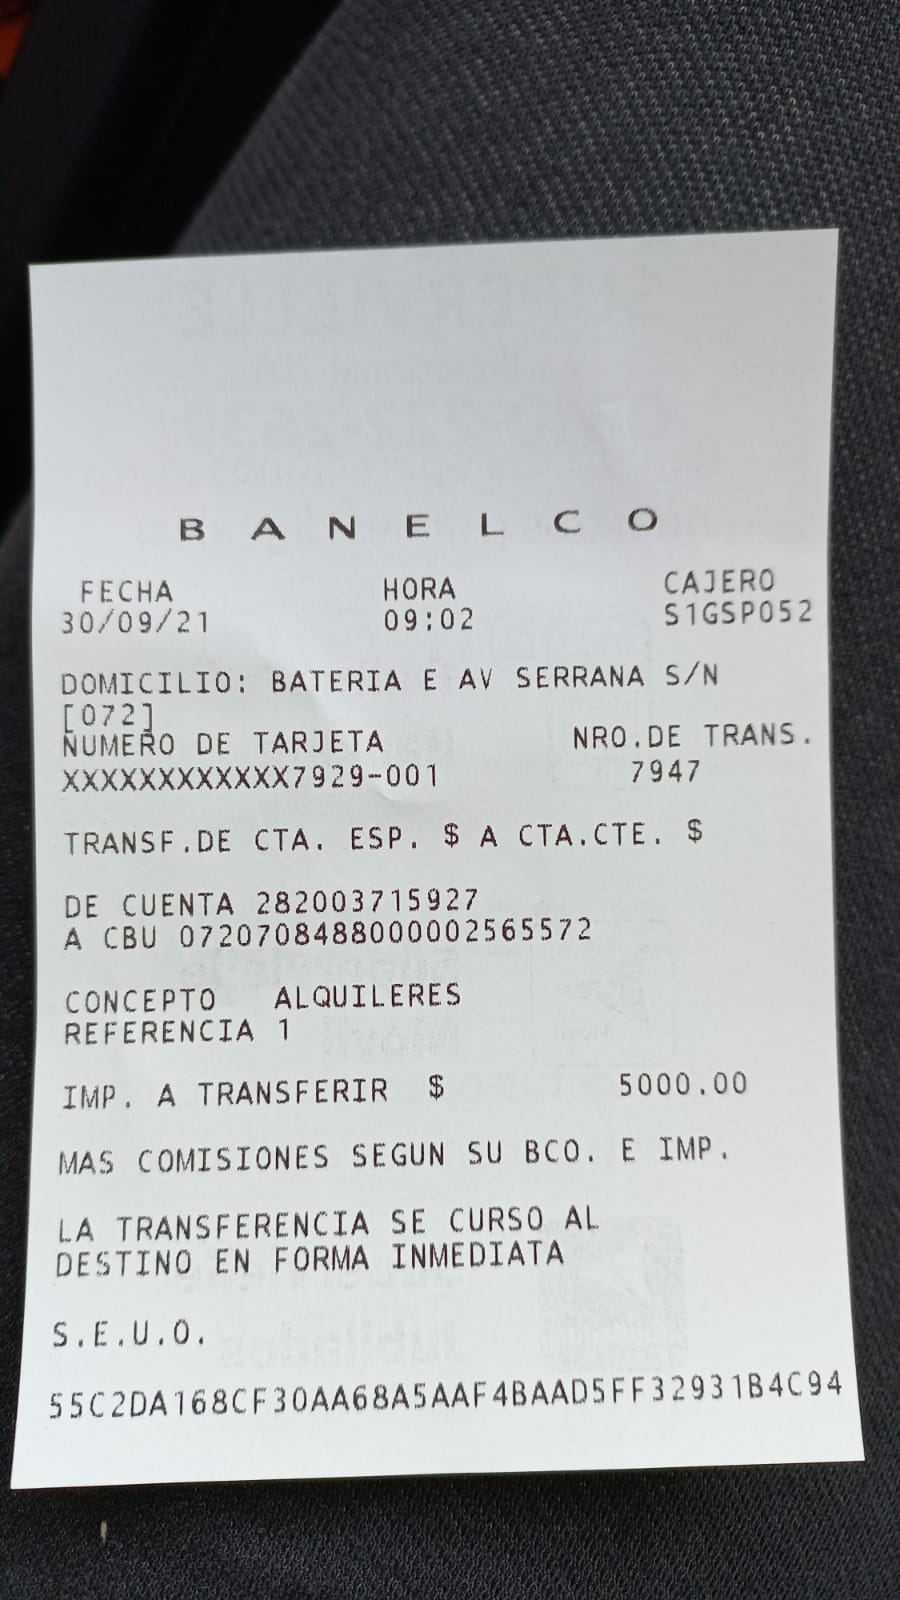 B A N E L C O
FECHA HORA CAJERO
30/09/21 09:02 S1GSP052
DOMICILIO: BATERIA E AV SERRANA S/N
[072]
NUMERO DE TARJETA NRO.DE TRANS.
XXXXXXXXXXXX7929-001 7947
TRANSF.DE CTA. ESP. $ A CTA.CTE. $
DE CUENTA 282003715927
A CBU 0720708488000002565572
CONCEPTO ALQUILERES
REFERENCIA 1
IMP. A TRANSFERIR $ 5000.00
MAS COMISIONES SEGUN SU BCO. E IMP.
LA TRANSFERENCIA SE CURSO AL
DESTINO EN FORMA INMEDIATA
S.E.U.O.
55C2DA168CF30AA68A5AAF4BAAD5FF32931B4C94